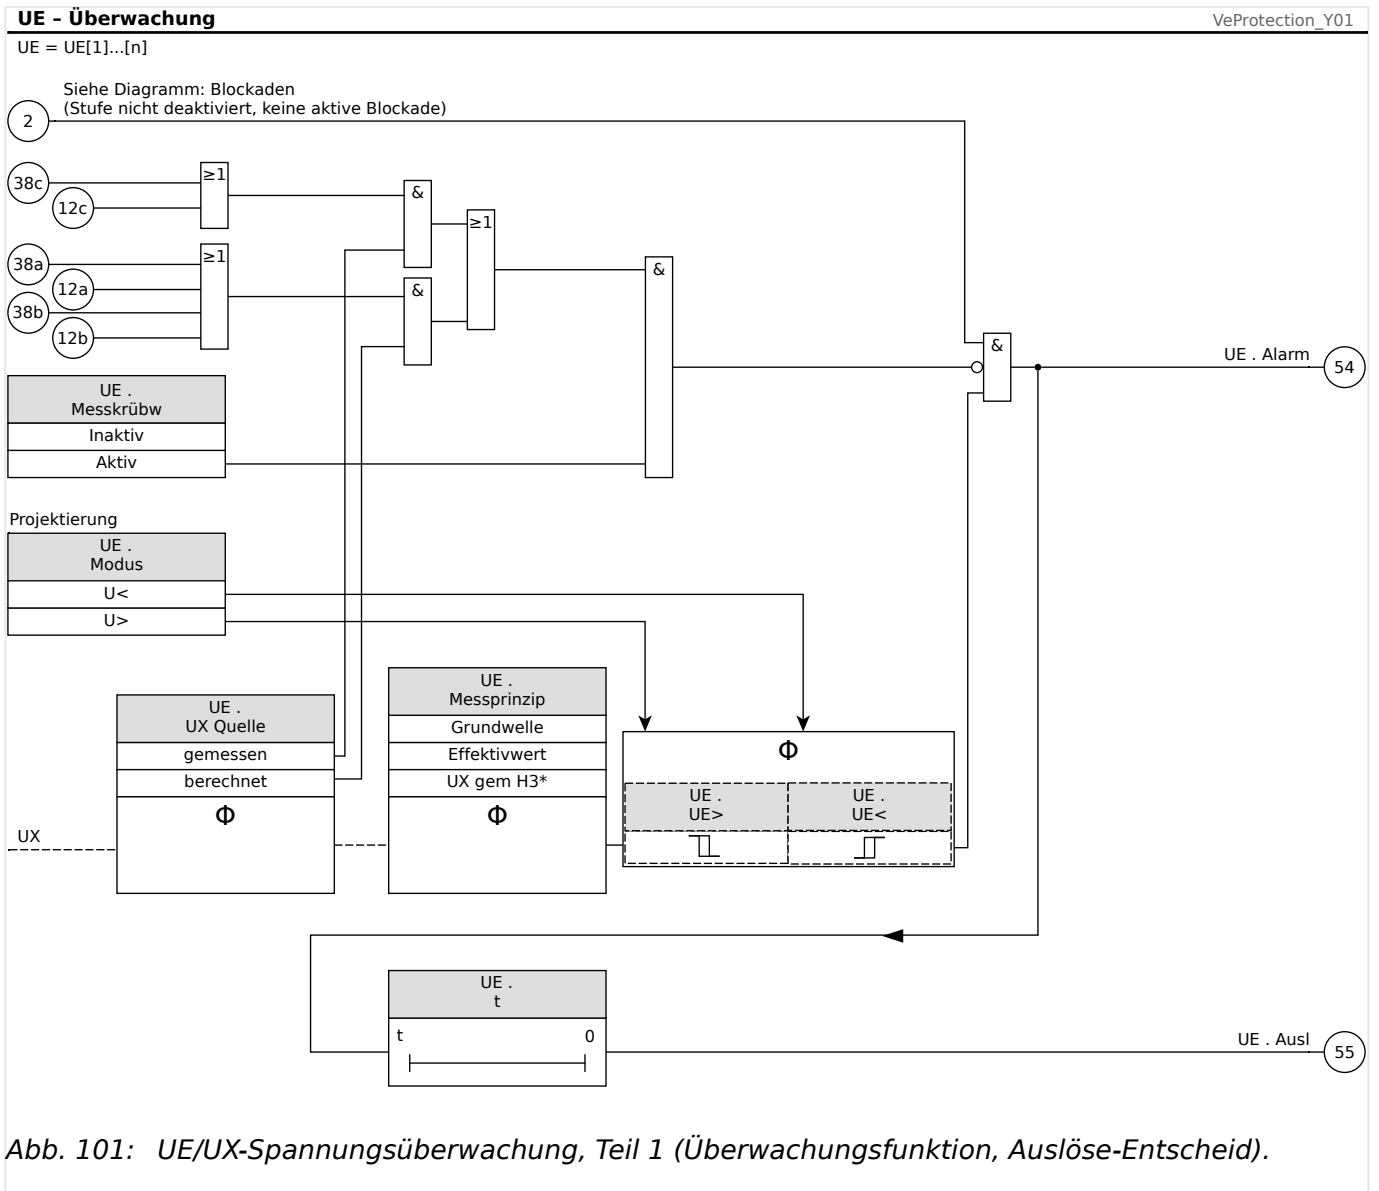 UE – Überwachung
VeProtection_Y01
UE = UE[1]...[n]
Siehe Diagramm: Blockaden
(Stufe nicht deaktiviert, keine aktive Blockade)
2
38c
12c
≥1
&
≥1
38a
12a
38b
12b
≥1
&
&
&
UE . Alarm
54
UE .
Messkrübw
Inaktiv
Aktiv
Projektierung
UE .
Modus
U<
U>
UE .
UX Quelle
gemessen
berechnet
Φ
UX
UE .
Messprinzip
Grundwelle
Effektivwert
UX gem H3*
Φ
Φ
UE .
UE>
UE .
UE<
UE .
t
t
0
UE . Ausl
55
Abb. 101: UE/UX-Spannungsüberwachung, Teil 1 (Überwachungsfunktion, Auslöse-Entscheid).